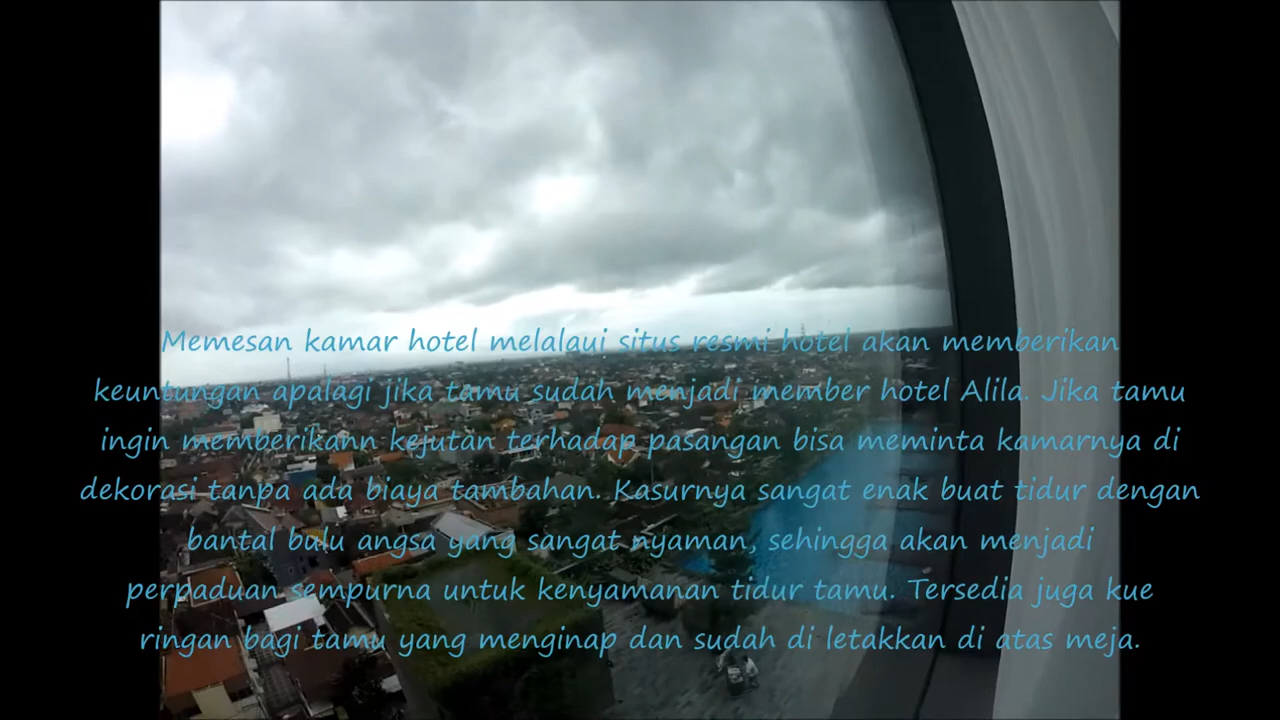 Memesan kamar hotel melalaui situs resmi hotel akan memberikan
keuntungan apalagi jika tamu sudah menjadi member hotel Alila. Jika tamu
ingin memberikann kejutan terhadap pasangan bisa meminta kamarnya di
dekorasi tanpa ada biaya tambahan. Kasurnya sangat enak buat tidur dengan
bantal bulu angsa yang sangat nyaman, sehingga akan menjadi
perpaduan sempurna untuk kenyamanan tidur tamu. Tersedia juga kue
ringan bagi tamu yang menginap dan sudah di letakkan di atas meja.